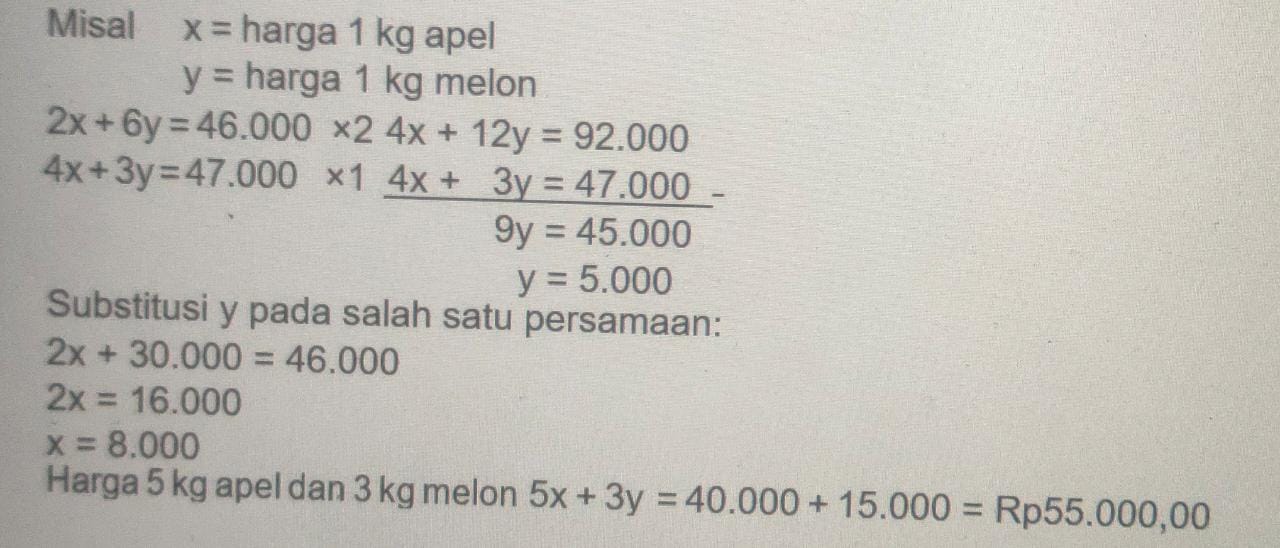 Misal x = harga 1 kg apel
y = harga 1 kg melon
2x + 6y = 46.000 ×2 4x + 12y = 92.000
4x + 3y = 47.000 ×1 4x + 3y = 47.000 -
9y = 45.000
y = 5.000
Substitusi y pada salah satu persamaan:
2x + 30.000 = 46.000
2x = 16.000
x = 8.000
Harga 5 kg apel dan 3 kg melon 5x + 3y = 40.000 + 15.000 = Rp55.000,00